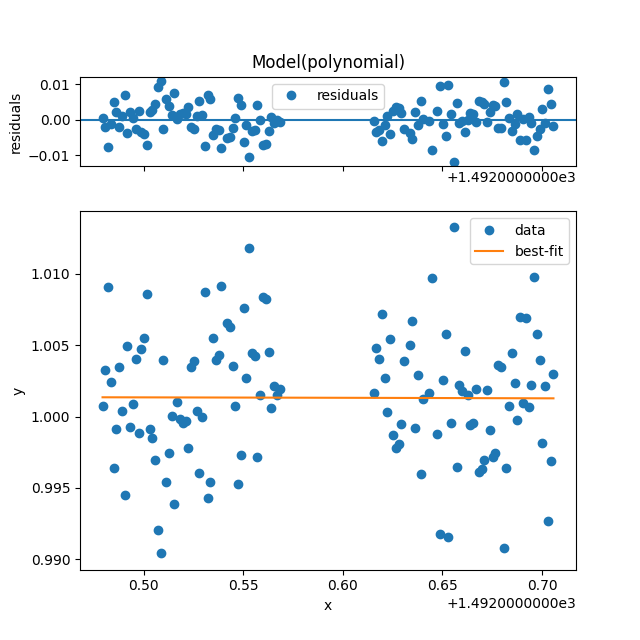 Model(polynomial)
0.01
0.00
−0.01
residuals
residuals
+1.4920000000e3
1.010
1.005
1.000
0.995
0.990
y
data
best-fit
0.50 0.55 0.60 0.65 0.70
x
+1.4920000000e3